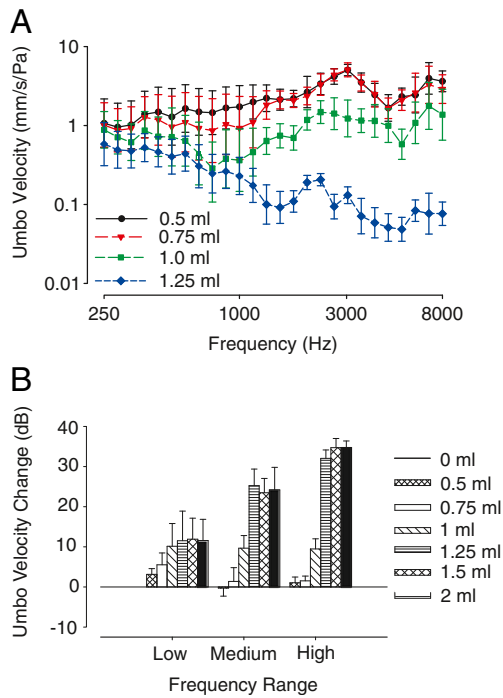 A
Umbo Velocity (mm/s/Pa)
10
1
0.1
0.01
0.5 ml
0.75 ml
1.0 ml
1.25 ml
250
1000
3000
8000
Frequency (Hz)
B
Umbo Velocity Change (dB)
40
30
20
10
0
-10
0 ml
0.5 ml
0.75 ml
1 ml
1.25 ml
1.5 ml
2 ml
Low
Medium
High
Frequency Range